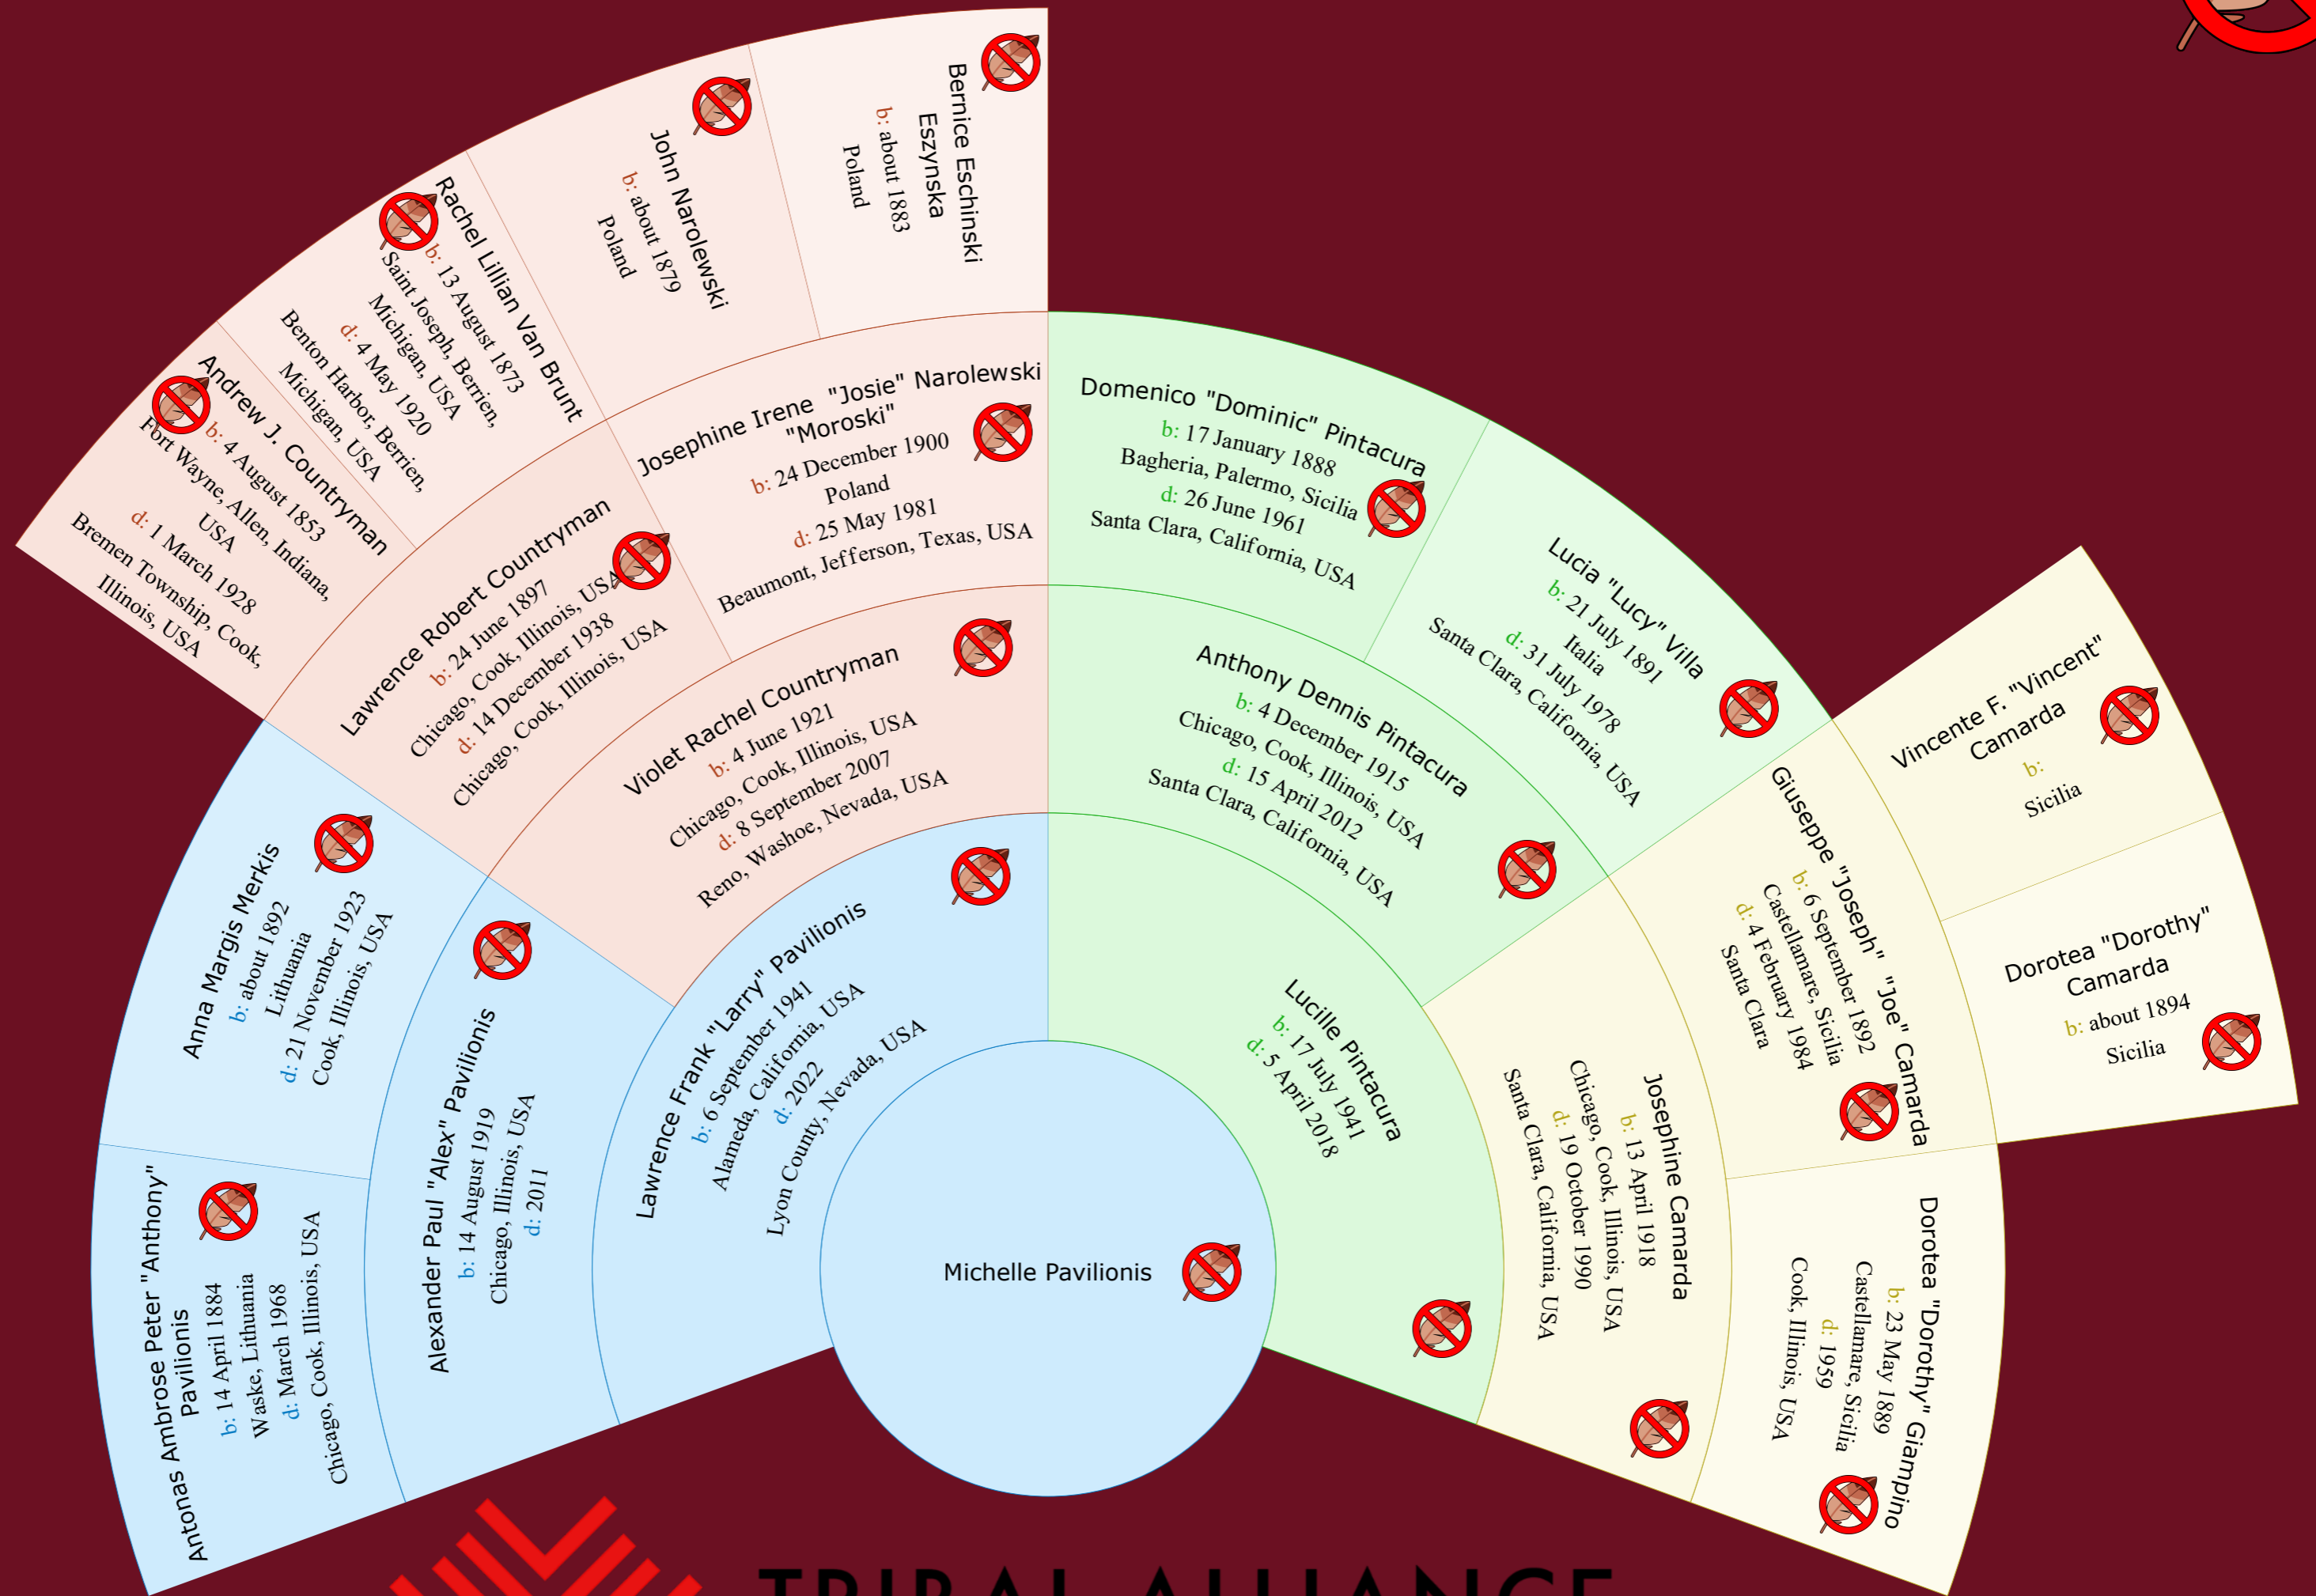 Bernice Eschinski
Eszynska
b: about 1883
Poland
John Narolewski
b: about 1879
Poland
Rachel Lillian Van Brunt
b: 13 August 1873
Saint Joseph, Berrien,
Michigan, USA
d: 4 May 1920
Benton Harbor, Berrien,
Michigan, USA
Andrew J. Countryman
b: 4 August 1853
Fort Wayne, Allen, Indiana,
USA
d: 1 March 1928
Bremen Township, Cook,
Illinois, USA
Lawrence Robert Countryman
b: 24 June 1897
Chicago, Cook, Illinois, USA
d: 14 December 1938
Chicago, Cook, Illinois, USA
Josephine Irene "Josie" Narolewski
"Moroski"
b: 24 December 1900
Poland
d: 25 May 1981
Beaumont, Jefferson, Texas, USA
Domenico "Dominic" Pintacura
b: 17 January 1888
Bagheria, Palermo, Sicilia
d: 26 June 1961
Santa Clara, California, USA
Lucia "Lucy" Villa
b: 21 July 1891
Italia
d: 31 July 1978
Santa Clara, California, USA
Vincente F. "Vincent"
Camarda
b:
Sicilia
Dorotea "Dorothy"
Camarda
b: about 1894
Sicilia
Giuseppe "Joseph" "Joe" Camarda
b: 6 September 1892
Castellamare, Sicilia
d: 4 February 1984
Santa Clara
Dorotea "Dorothy" Giampino
b: 23 May 1889
Castellamare, Sicilia
d: 1959
Cook, Illinois, USA
Anna Margis Merkis
b: about 1892
Lithuania
d: 21 November 1923
Cook, Illinois, USA
Antonas Ambrose Peter "Anthony"
Pavilionis
b: 14 April 1884
Waske, Lithuania
d: March 1968
Chicago, Cook, Illinois, USA
Alexander Paul "Alex" Pavilionis
b: 14 August 1919
Chicago, Illinois, USA
d: 2011
Violet Rachel Countryman
b: 4 June 1921
Chicago, Cook, Illinois, USA
d: 8 September 2007
Reno, Washoe, Nevada, USA
Anthony Dennis Pintacura
b: 4 December 1915
Chicago, Cook, Illinois, USA
d: 15 April 2012
Santa Clara, California, USA
Josephine Camarda
b: 13 April 1918
Chicago, Cook, Illinois, USA
d: 19 October 1990
Santa Clara, California, USA
Lawrence Frank "Larry" Pavilionis
b: 6 September 1941
Alameda, California, USA
d: 2022
Lyon County, Nevada, USA
Lucille Pintacura
b: 17 July 1941
d: 5 April 2018
Michelle Pavilionis
TRIBAL ALLIANCE